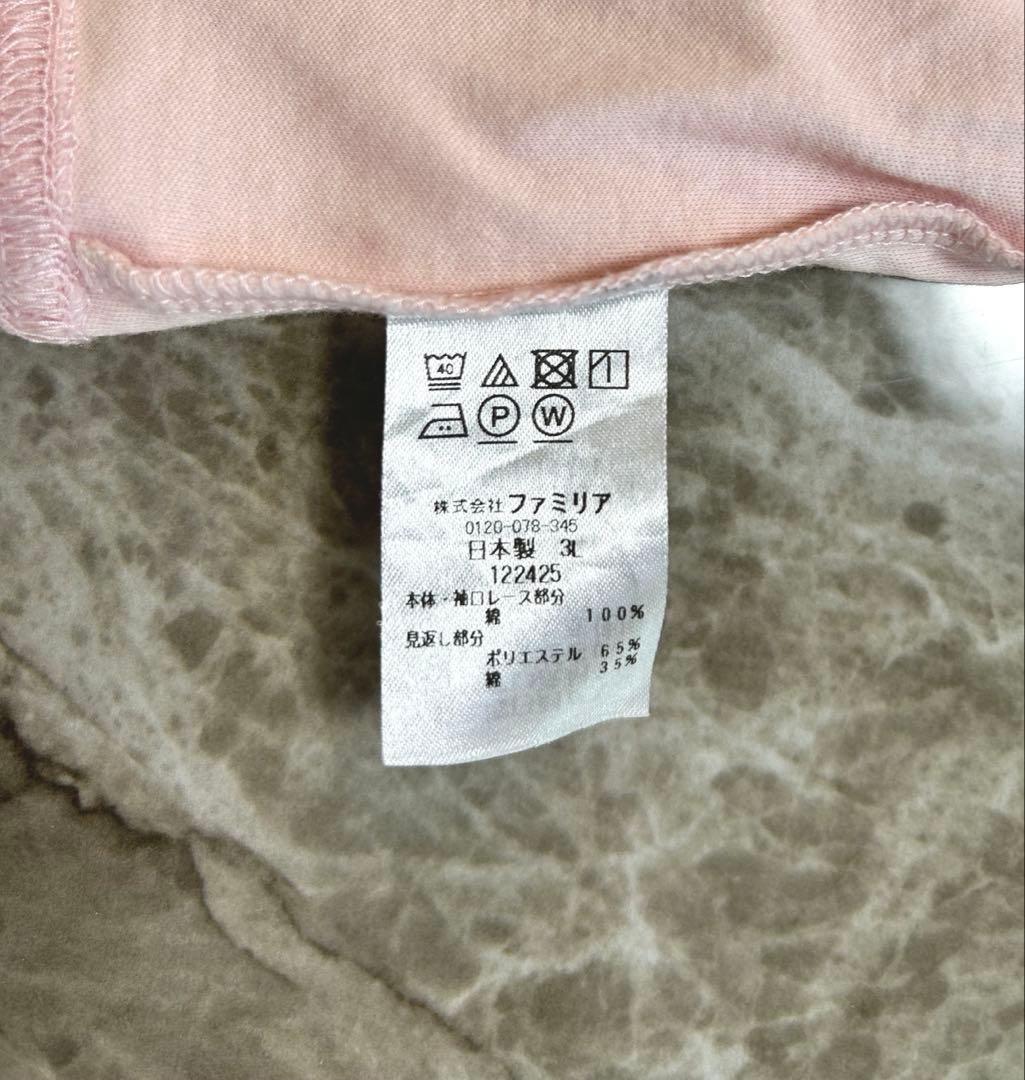 40
P W
株式会社ファミリア
0120-078-345
日本製 3L
122425
本体・袖口レース部分
綿 100%
見返し部分
ポリエステル 65%
綿 35%